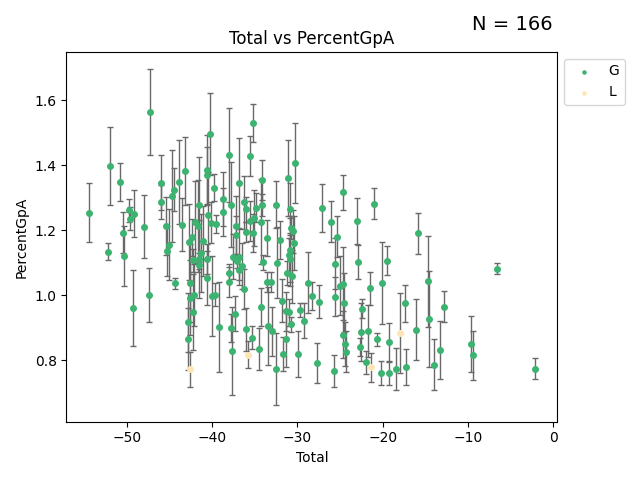 N = 166
Total vs PercentGpA
G
L
1.6
1.4
1.2
1.0
0.8
PercentGpA
−50
−40
−30
−20
−10
0
Total